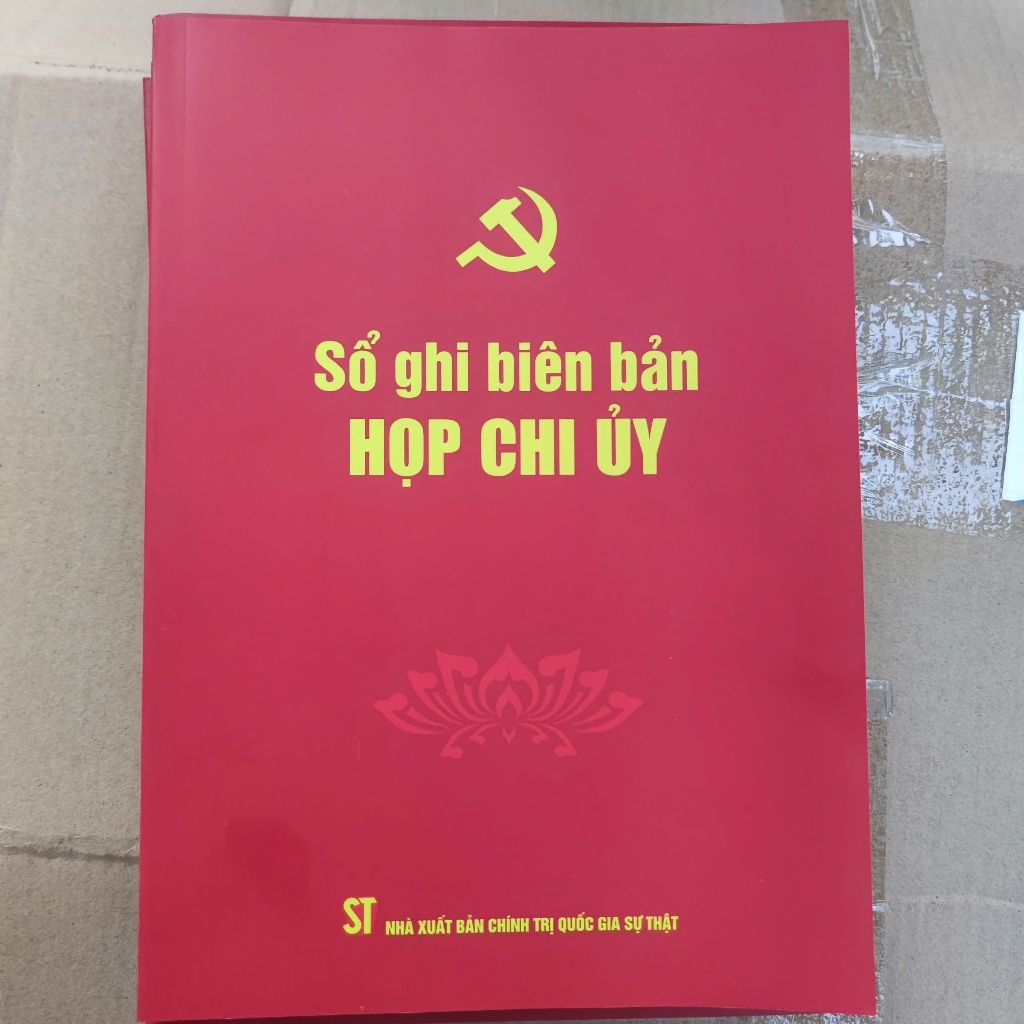 Sổ ghi biên bản
HỌP CHI ỦY
ST NHÀ XUẤT BẢN CHÍNH TRỊ QUỐC GIA SỰ THẬT